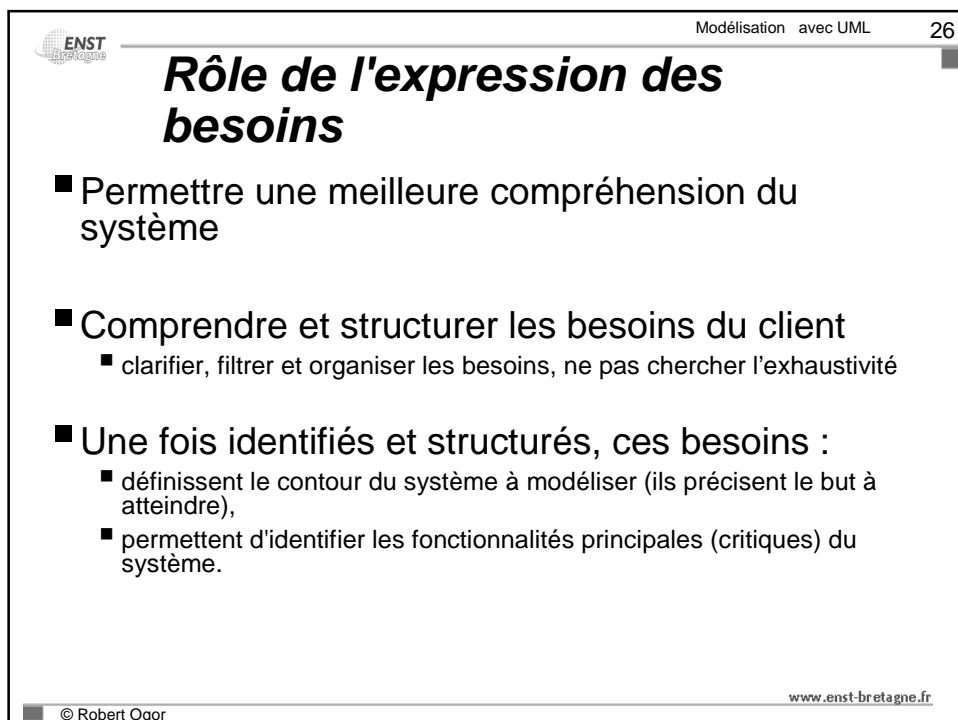 Modélisation avec UML 26
ENST
Bretagne
Rôle de l'expression des
besoins
Permettre une meilleure compréhension du
système
Comprendre et structurer les besoins du client
clarifier, filtrer et organiser les besoins, ne pas chercher l’exhaustivité
Une fois identifiés et structurés, ces besoins :
définissent le contour du système à modéliser (ils précisent le but à
atteindre),
permettent d'identifier les fonctionnalités principales (critiques) du
système.
www.enst-bretagne.fr
© Robert Ogor